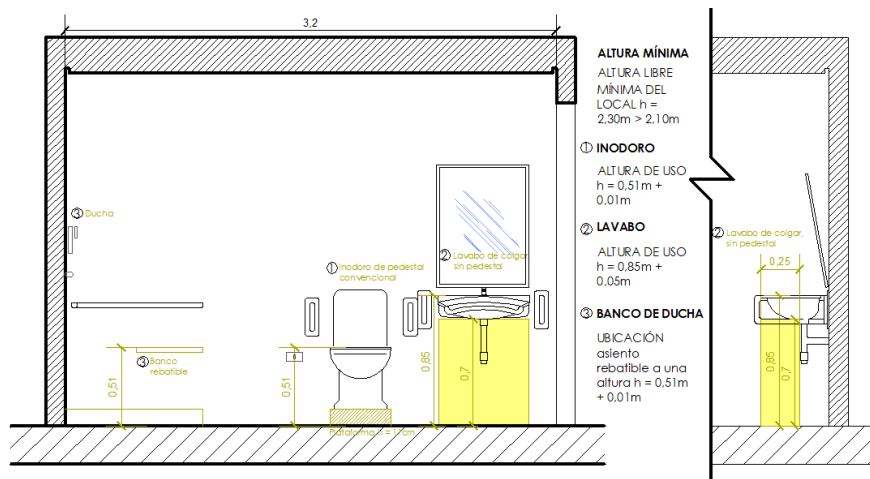 3,2
ALTURA MÍNIMA
ALTURA LIBRE
MÍNIMA DEL
LOCAL h =
2,30m > 2,10m
① INODORO
ALTURA DE USO
h = 0,51m +
0,01m
② LAVABO
ALTURA DE USO
h = 0,85m +
0,05m
③ BANCO DE DUCHA
UBICACIÓN
asiento
rebatible a una
altura h = 0,51m
+ 0,01m
③ Ducha
① Inodoro de pedestal
convencional
② Lavabo de colgar,
sin pedestal
③ Banco
rebatible
0,51
0,51
0,85
0,7
Plataforma h = 11cm
② Lavabo de colgar,
sin pedestal
0,25
0,85
0,7